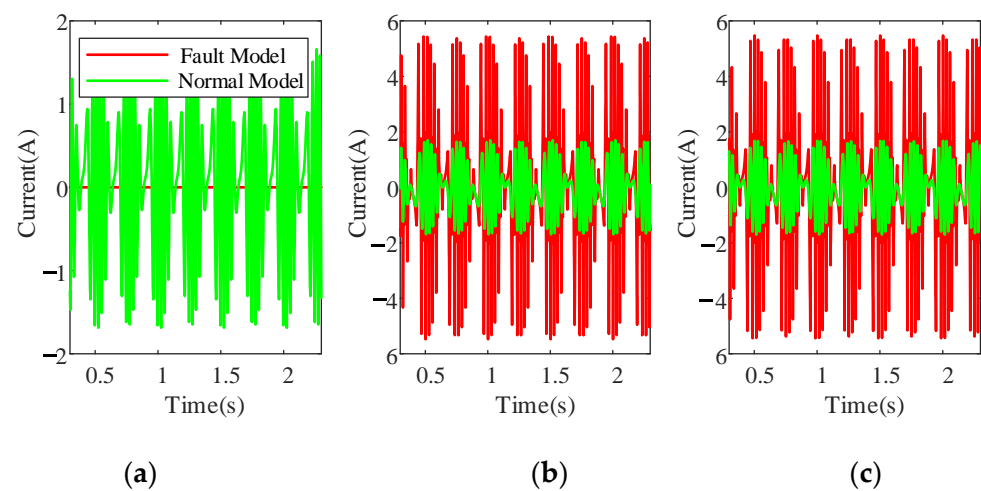 2
Fault Model
Normal Model
1
0
−1
−2
Current(A)
0.5 1 1.5 2
Time(s)
(a)
6
4
2
0
−2
−4
6
Current(A)
0.5 1 1.5 2
Time(s)
(b)
6
4
2
0
−2
−4
6
Current(A)
0.5 1 1.5 2
Time(s)
(c)